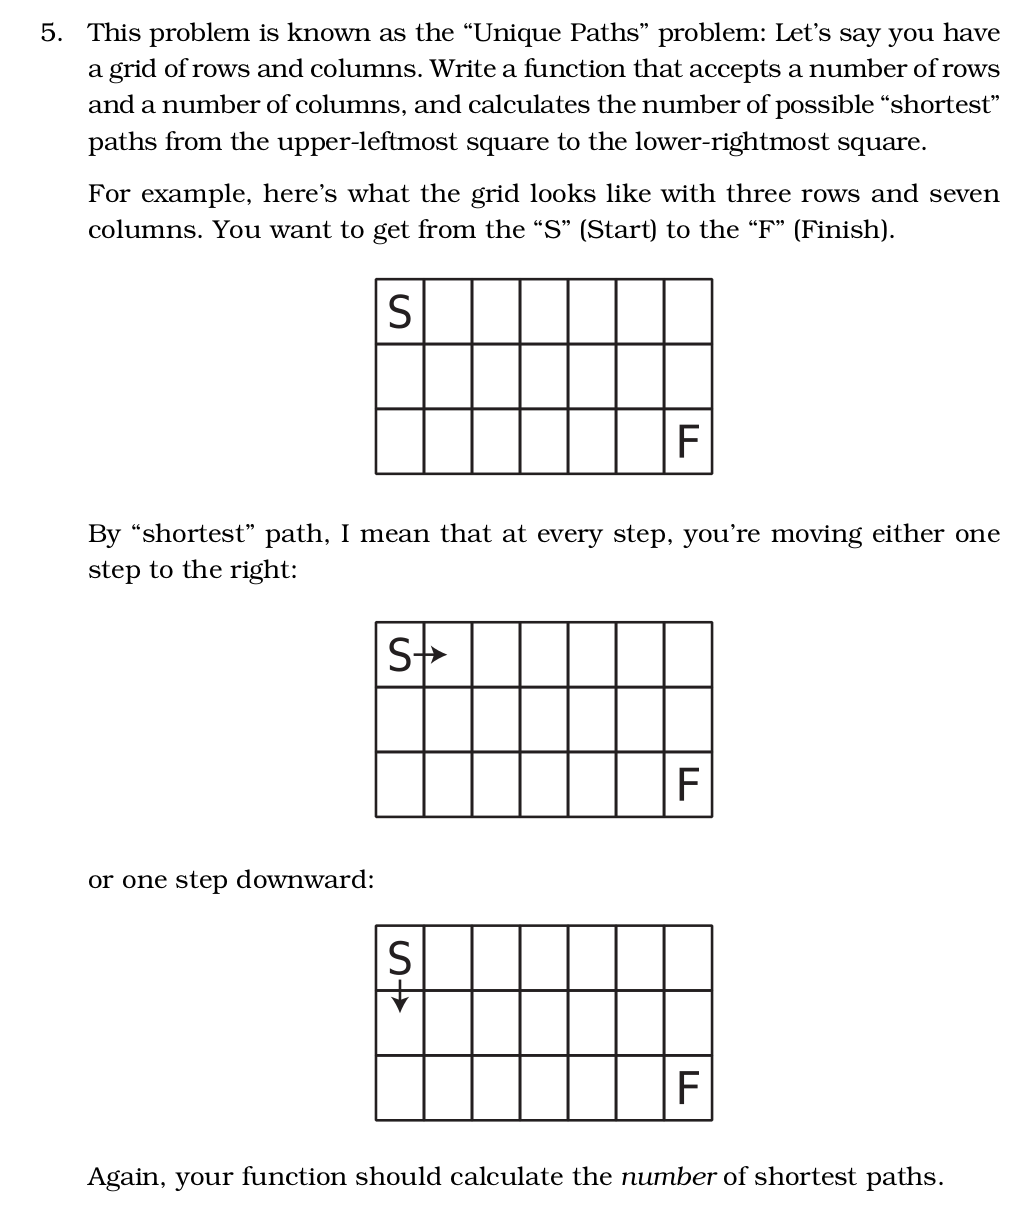 5. This problem is known as the “Unique Paths” problem: Let’s say you have
a grid of rows and columns. Write a function that accepts a number of rows
and a number of columns, and calculates the number of possible “shortest”
paths from the upper-leftmost square to the lower-rightmost square.
For example, here’s what the grid looks like with three rows and seven
columns. You want to get from the “S” (Start) to the “F” (Finish).
S
F
By “shortest” path, I mean that at every step, you’re moving either one
step to the right:
S
F
or one step downward:
S
F
Again, your function should calculate the number of shortest paths.